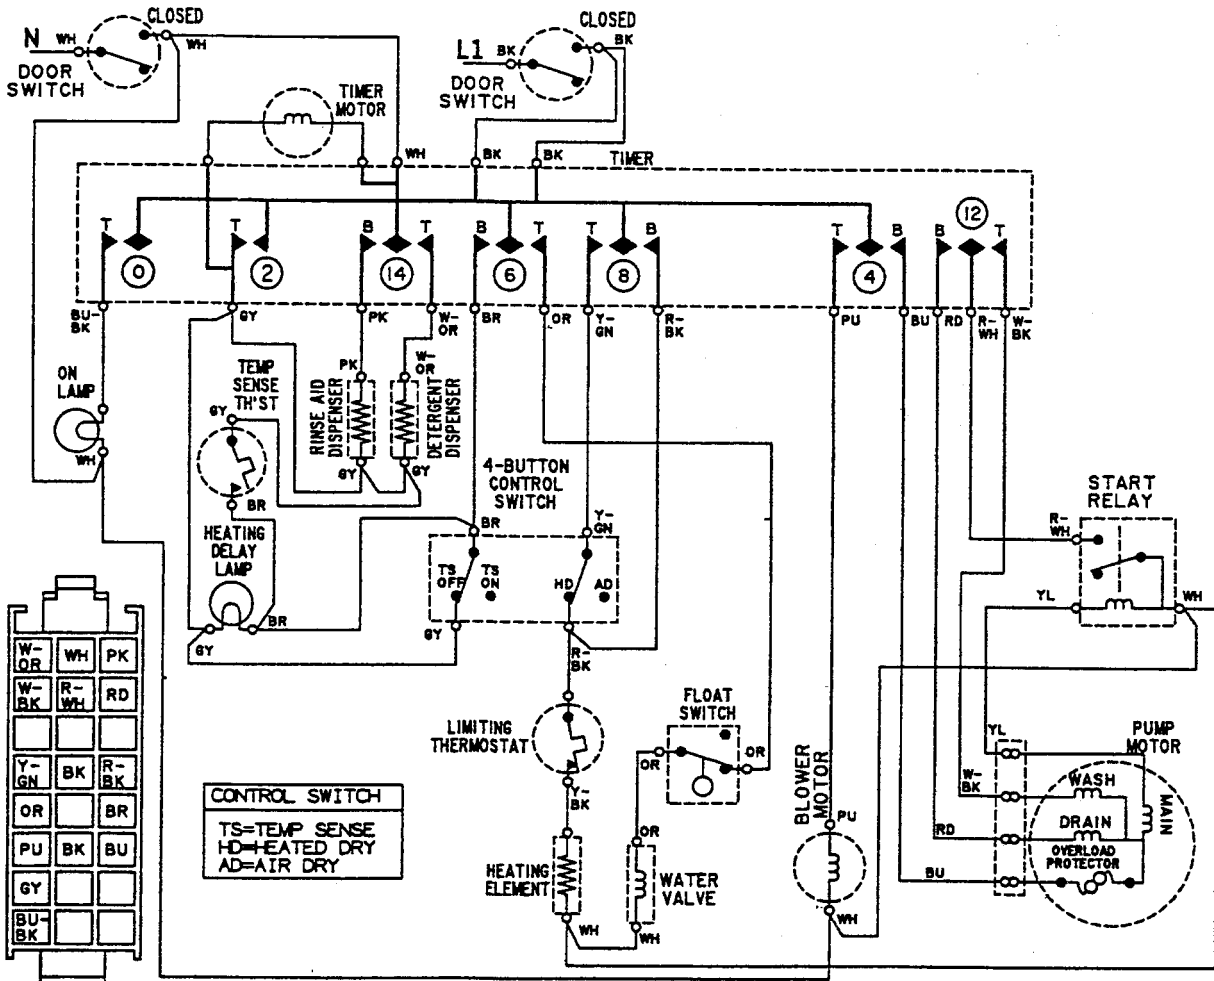 CLOSED
N
WH
WH
DOOR
SWITCH
CLOSED
L1
BK
BK
DOOR
SWITCH
TIMER
MOTOR
WH
BK
BK
TIMER
T
T
B
T
B
T
T
B
T
B
B
T
12
0
2
14
6
8
4
BU-
BK
GY
PK
W-
OR
BR
OR
Y-
GN
R-
BK
PU
BU
RD
R-
WH
W-
BK
ON
LAMP
WH
TEMP
SENSE
TH'ST
GY
BR
PK
RINSE AID
DISPENSER
GY
W-
OR
DETERGENT
DISPENSER
GY
4-BUTTON
CONTROL
SWITCH
BR
Y-
GN
TS
OFF
TS
ON
HD
AD
GY
R-
BK
HEATING
DELAY
LAMP
BR
GY
START
RELAY
R-
WH
YL
WH
W-
OR
WH
PK
W-
BK
R-
WH
RD
Y-
GN
BK
R-
BK
OR
BR
PU
BK
BU
GY
BU-
BK
CONTROL SWITCH
TS=TEMP SENSE
HD=HEATED DRY
AD=AIR DRY
LIMITING
THERMOSTAT
Y-
BK
HEATING
ELEMENT
WH
FLOAT
SWITCH
OR
OR
OR
WATER
VALVE
WH
BLOWER
MOTOR
PU
WH
YL
PUMP
MOTOR
W-
BK
WASH
MAIN
RD
DRAIN
OVERLOAD
PROTECTOR
BU